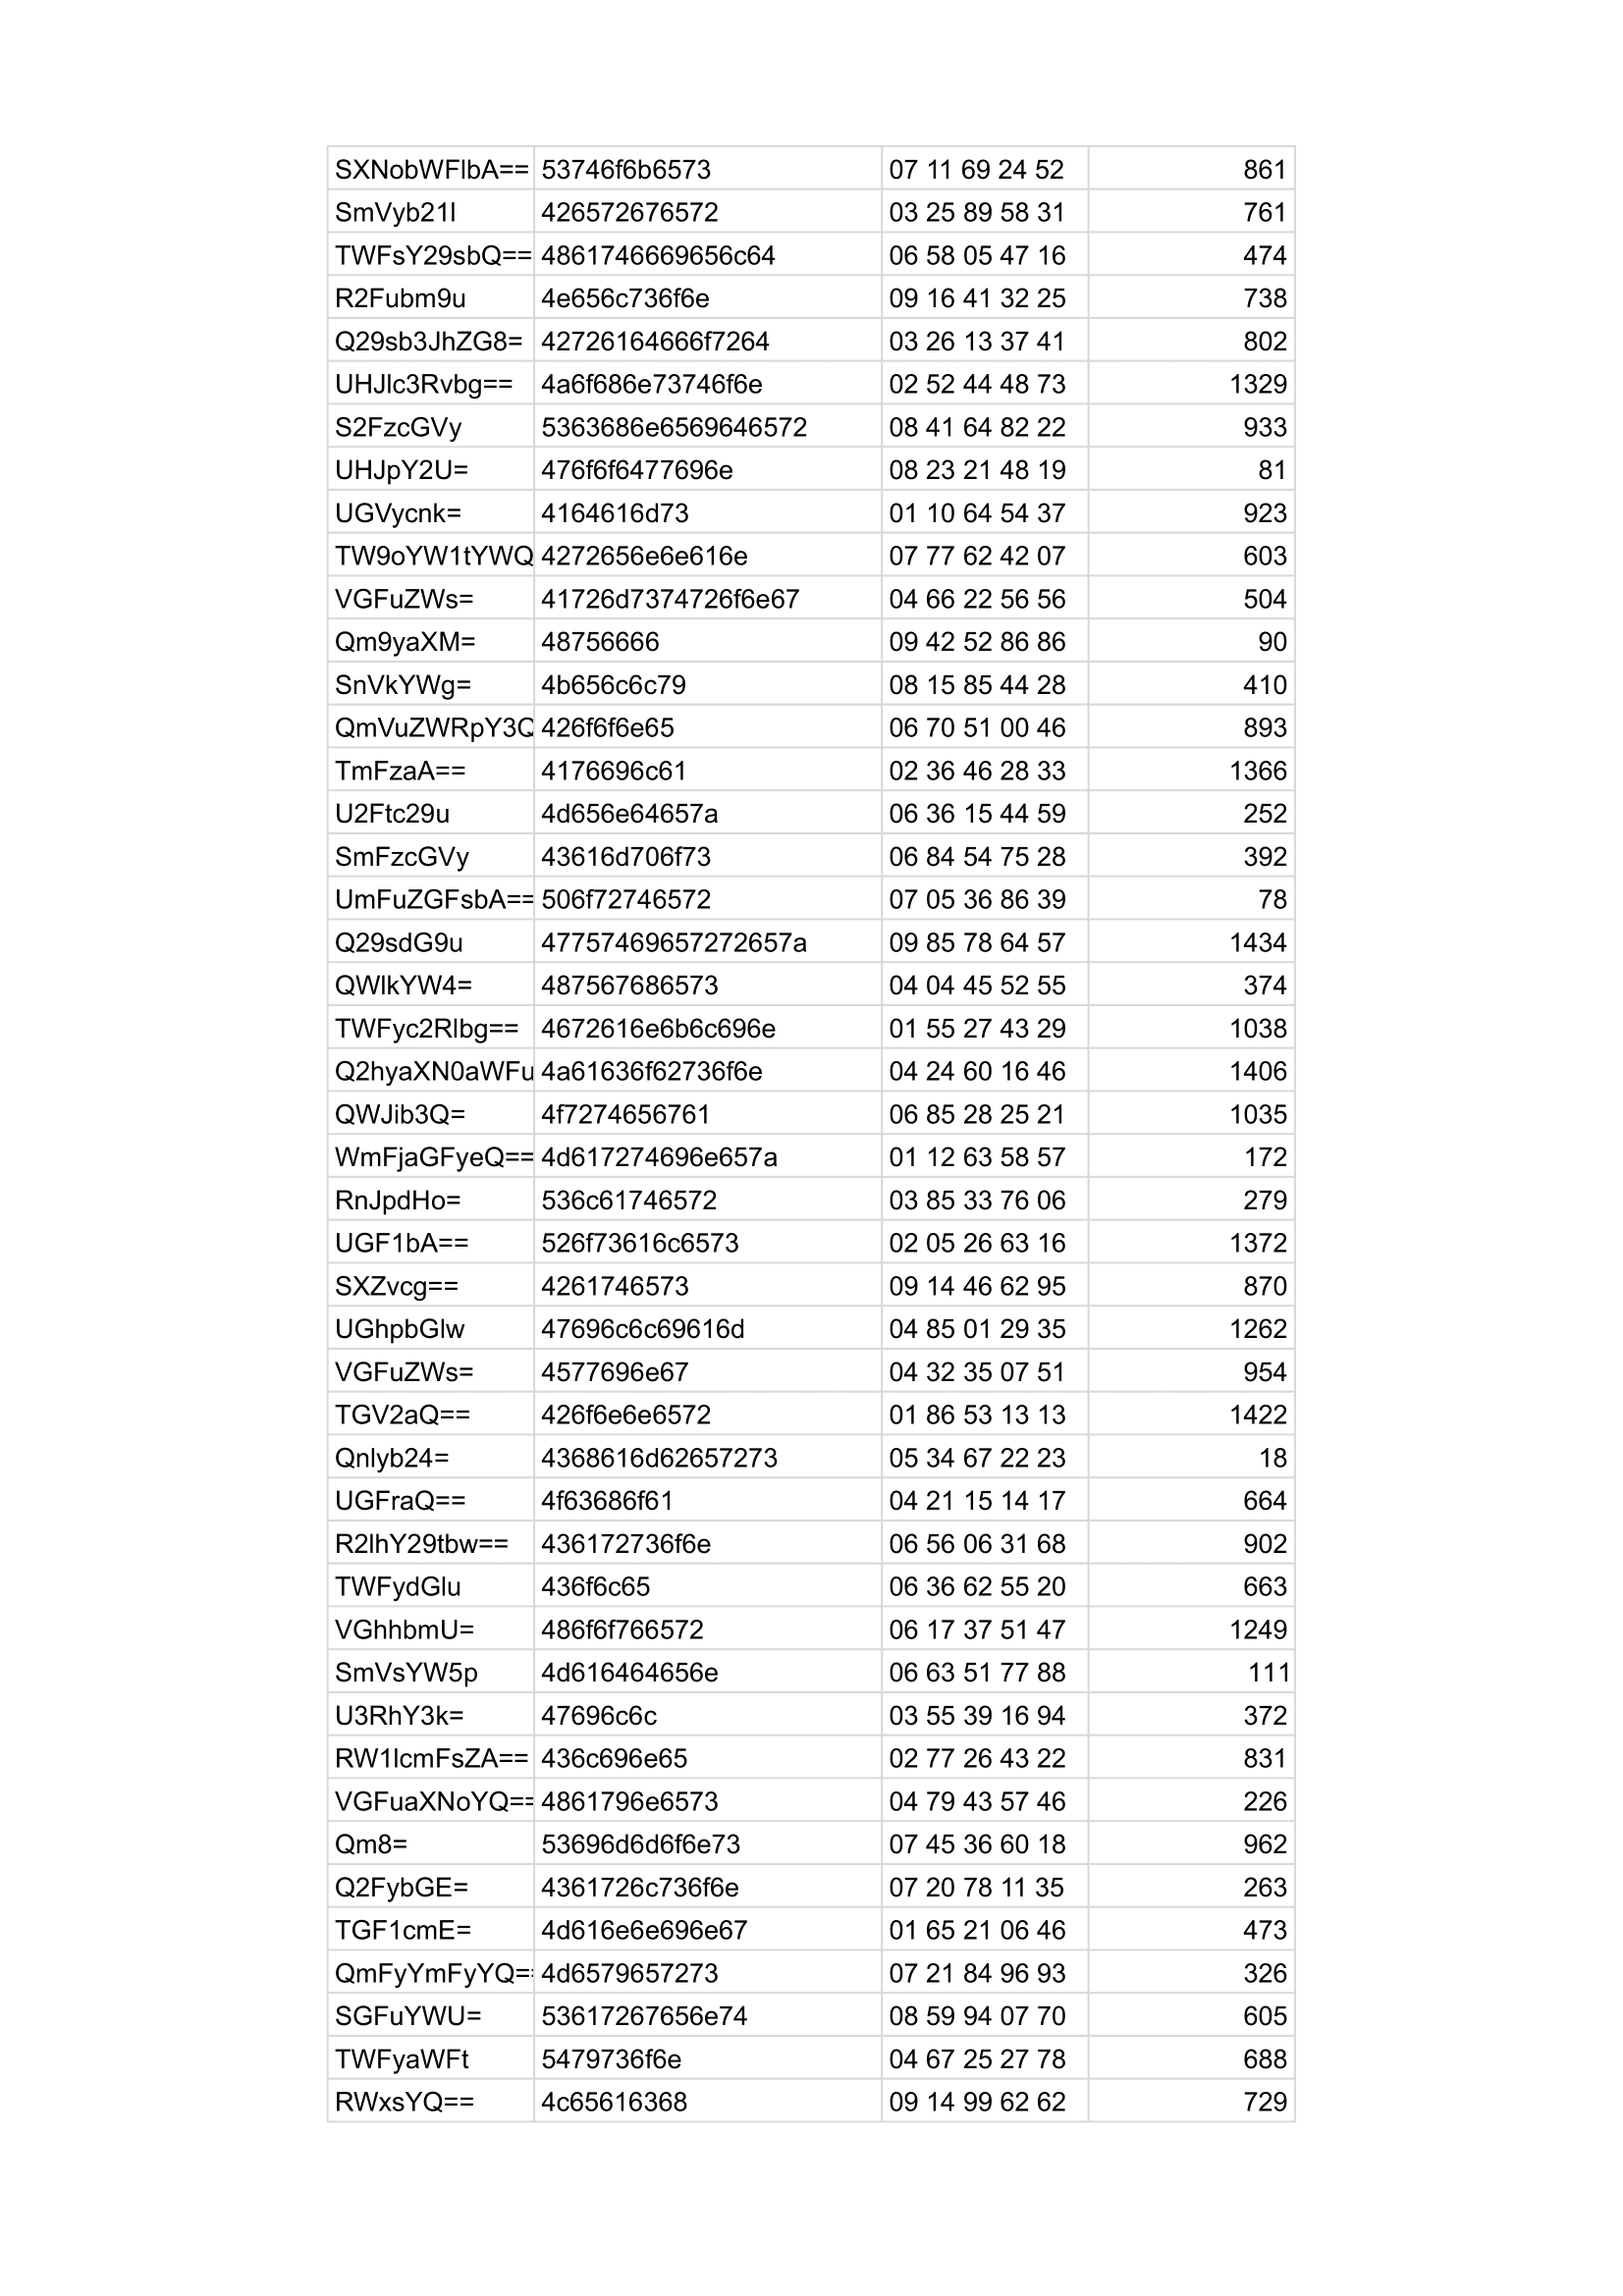 SXNobWFlbA== 53746f6b6573 07 11 69 24 52 861
SmVyb21l 426572676572 03 25 89 58 31 761
TWFsY29sbQ== 4861746669656c64 06 58 05 47 16 474
R2Fubm9u 4e656c736f6e 09 16 41 32 25 738
Q29sb3JhZG8= 42726164666f7264 03 26 13 37 41 802
UHJlc3Rvbg== 4a6f686e73746f6e 02 52 44 48 73 1329
S2FzcGVy 5363686e6569646572 08 41 64 82 22 933
UHJpY2U= 476f6f6477696e 08 23 21 48 19 81
UGVycnk= 4164616d73 01 10 64 54 37 923
TW9oYW1tYWQ 4272656e6e616e 07 77 62 42 07 603
VGFuZWs= 41726d7374726f6e67 04 66 22 56 56 504
Qm9yaXM= 48756666 09 42 52 86 86 90
SnVkYWg= 4b656c6c79 08 15 85 44 28 410
QmVuZWRpY3Q 426f6f6e65 06 70 51 00 46 893
TmFzaA== 4176696c61 02 36 46 28 33 1366
U2Ftc29u 4d656e64657a 06 36 15 44 59 252
SmFzcGVy 43616d706f73 06 84 54 75 28 392
UmFuZGFsbA== 506f72746572 07 05 36 86 39 78
Q29sdG9u 47757469657272657a 09 85 78 64 57 1434
QWlkYW4= 487567686573 04 04 45 52 55 374
TWFyc2Rlbg== 4672616e6b6c696e 01 55 27 43 29 1038
Q2hyaXN0aWFu 4a61636f62736f6e 04 24 60 16 46 1406
QWJib3Q= 4f7274656761 06 85 28 25 21 1035
WmFjaGFyeQ== 4d617274696e657a 01 12 63 58 57 172
RnJpdHo= 536c61746572 03 85 33 76 06 279
UGF1bA== 526f73616c6573 02 05 26 63 16 1372
SXZvcg== 4261746573 09 14 46 62 95 870
UGhpbGlw 47696c6c69616d 04 85 01 29 35 1262
VGFuZWs= 4577696e67 04 32 35 07 51 954
TGV2aQ== 426f6e6e6572 01 86 53 13 13 1422
Qnlyb24= 4368616d62657273 05 34 67 22 23 18
UGFraQ== 4f63686f61 04 21 15 14 17 664
R2lhY29tbw== 436172736f6e 06 56 06 31 68 902
TWFydGlu 436f6c65 06 36 62 55 20 663
VGhhbmU= 486f6f766572 06 17 37 51 47 1249
SmVsYW5p 4d616464656e 06 63 51 77 88 111
U3RhY3k= 47696c6c 03 55 39 16 94 372
RW1lcmFsZA== 436c696e65 02 77 26 43 22 831
VGFuaXNoYQ== 4861796e6573 04 79 43 57 46 226
Qm8= 53696d6d6f6e73 07 45 36 60 18 962
Q2FybGE= 4361726c736f6e 07 20 78 11 35 263
TGF1cmE= 4d616e6e696e67 01 65 21 06 46 473
QmFyYmFyYQ== 4d6579657273 07 21 84 96 93 326
SGFuYWU= 53617267656e74 08 59 94 07 70 605
TWFyaWFt 5479736f6e 04 67 25 27 78 688
RWxsYQ== 4c65616368 09 14 99 62 62 729